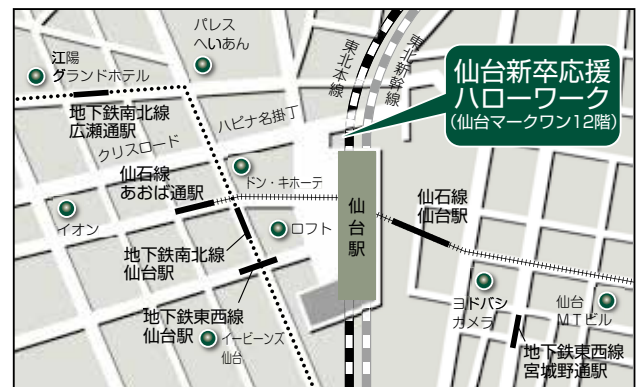 パレス
へいあん
江陽
グランドホテル
東北本線
東北新幹線
仙台新卒応援
ハローワーク
(仙台マークワン12階)
地下鉄南北線
広瀬通駅
ハピナ名掛丁
クリスロード
仙石線
あおば通駅
ドン・キホーテ
仙台駅
仙石線
仙台駅
イオン
ロフト
地下鉄南北線
仙台駅
地下鉄東西線
仙台駅
イービーンズ
仙台
ヨドバシ
カメラ
仙台
MTビル
地下鉄東西線
宮城野通駅